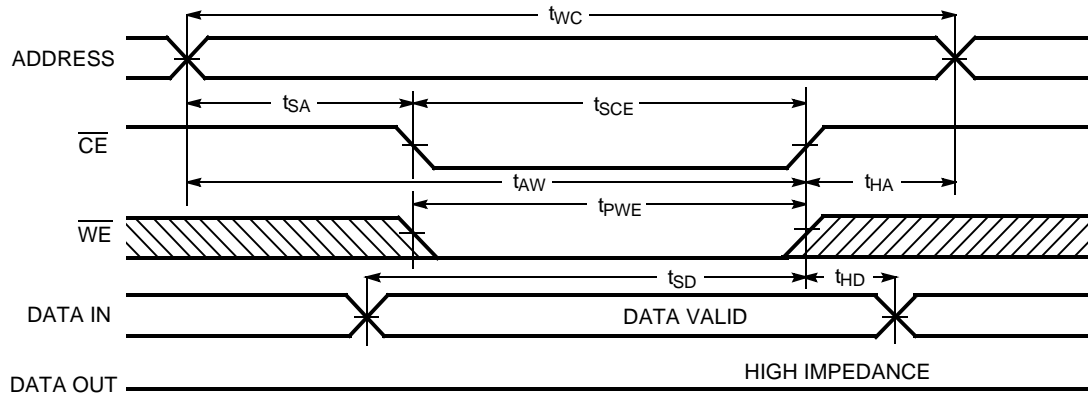 tWC
ADDRESS
tSA
tSCE
CE
tAW
tHA
tPWE
WE
tSD
tHD
DATA IN
DATA VALID
HIGH IMPEDANCE
DATA OUT